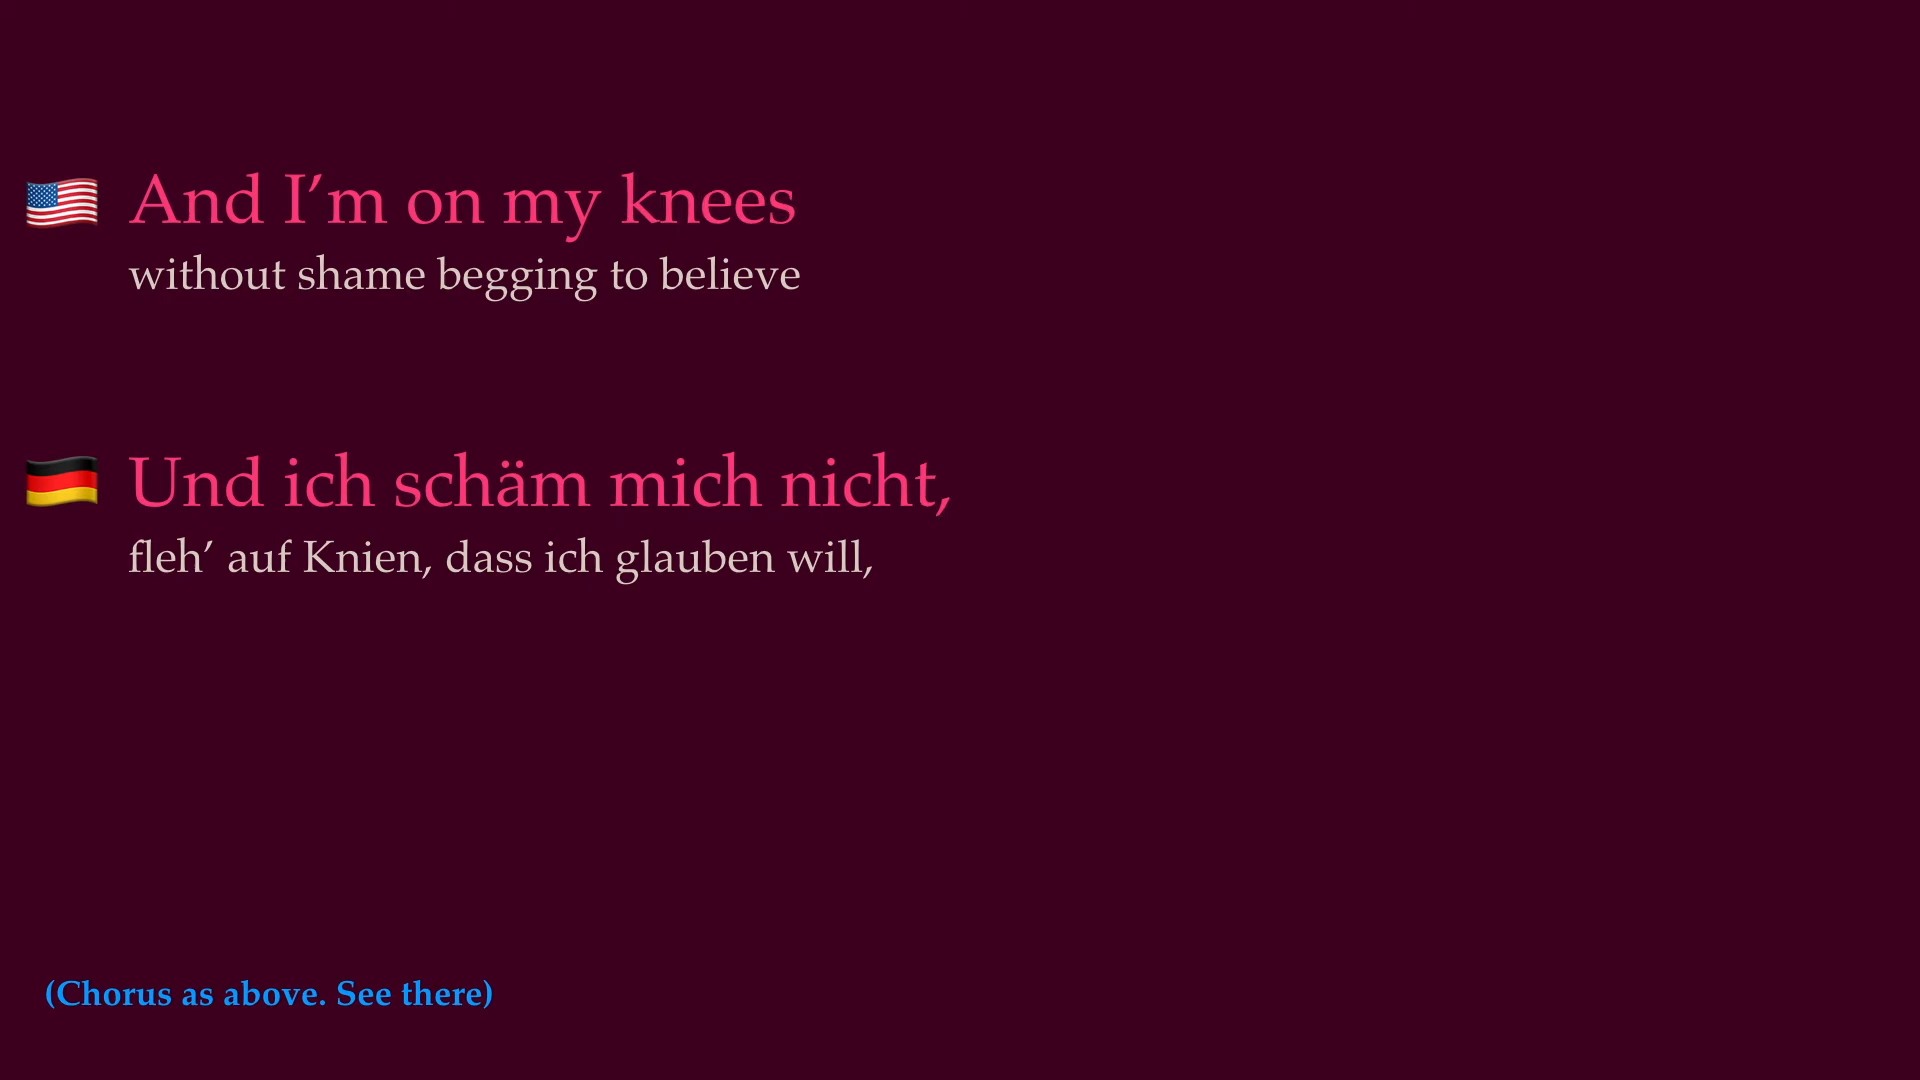 And I’m on my knees
without shame begging to believe
Und ich schäm mich nicht,
fleh’ auf Knien, dass ich glauben will,
(Chorus as above. See there)